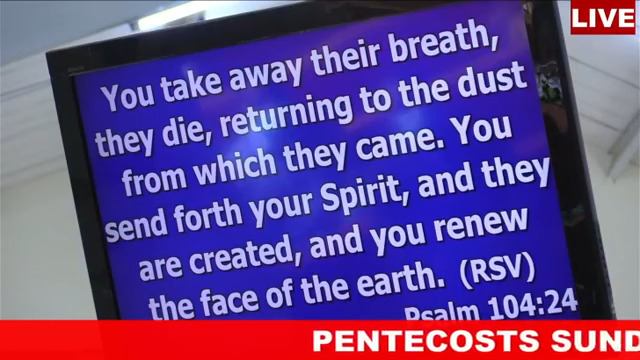 LIVE
You take away their breath,
they die, returning to the dust
from which they came. You
send forth your Spirit, and they
are created, and you renew
the face of the earth. (RSV)
Psalm 104:24
PENTECOSTS SUND